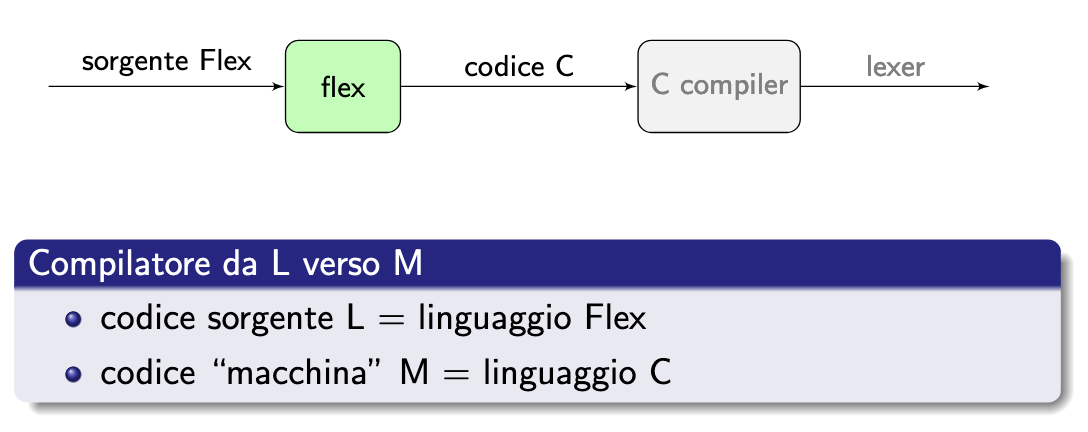 sorgente Flex
flex
codice C
C compiler
lexer
Compilatore da L verso M
codice sorgente L = linguaggio Flex
codice “macchina” M = linguaggio C